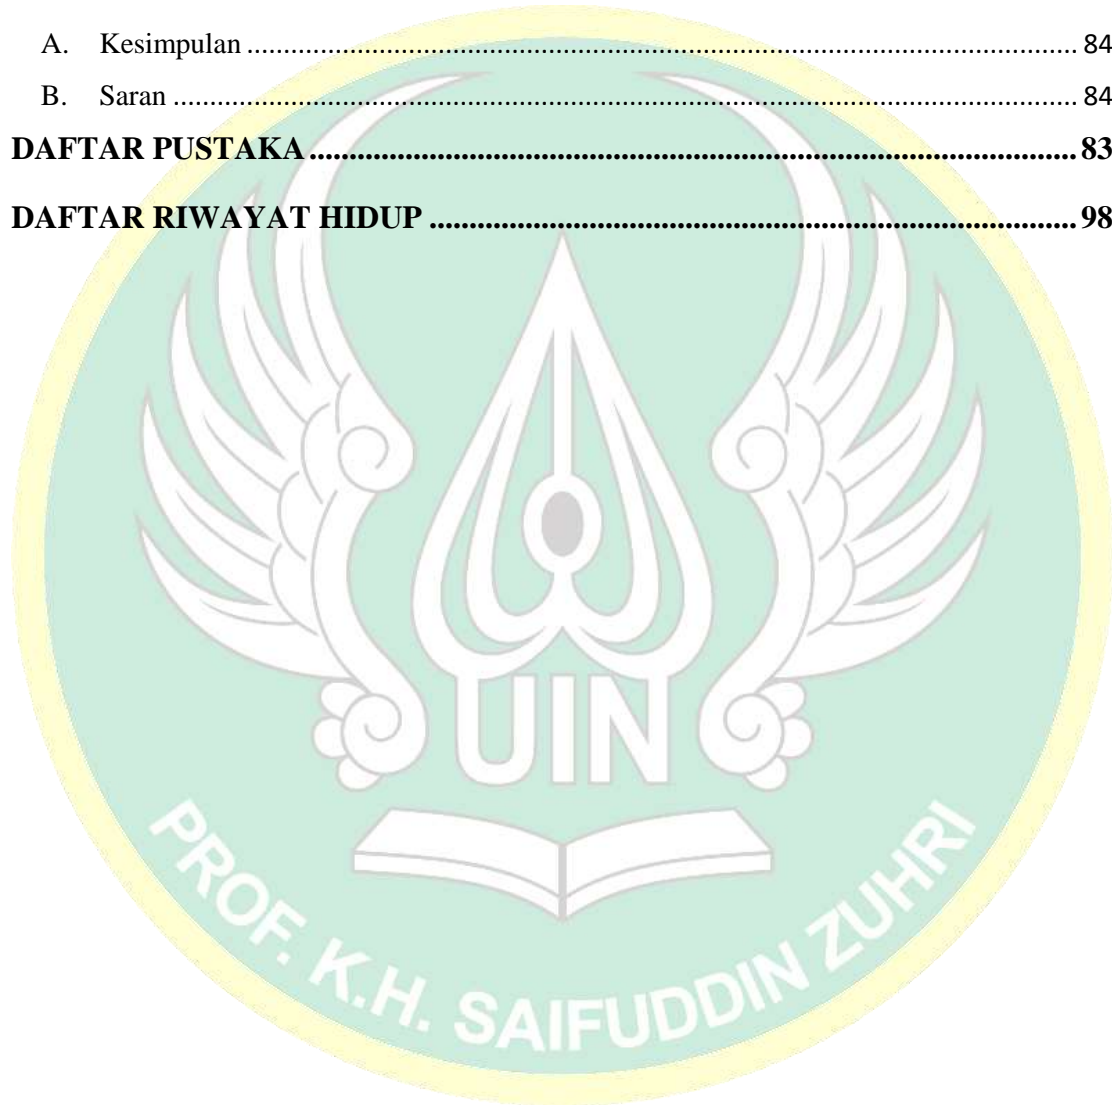 A. Kesimpulan ........................................................................................................ 84
B. Saran ................................................................................................................. 84
DAFTAR PUSTAKA ................................................................................................ 83
DAFTAR RIWAYAT HIDUP ................................................................................. 98
UIN
PROF. K.H. SAIFUDDIN ZUHRI